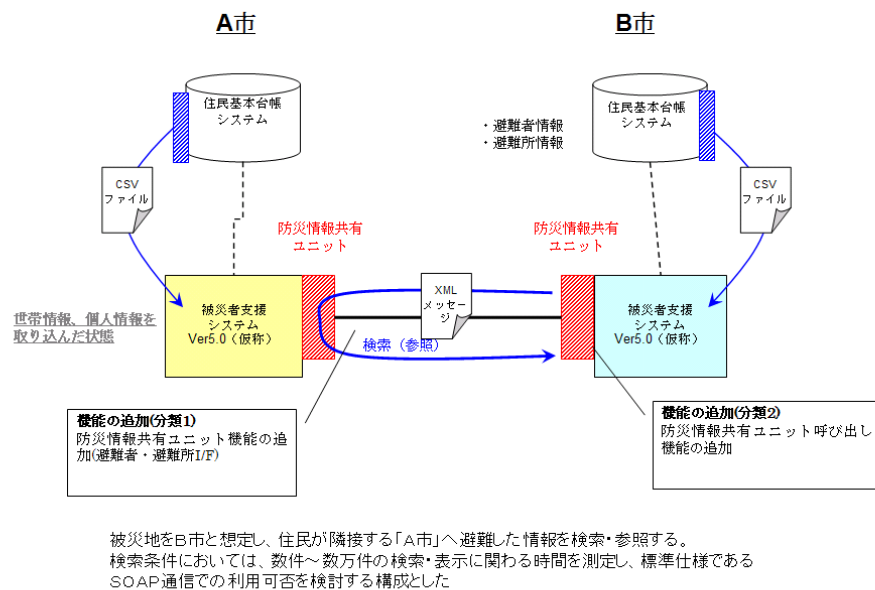 A市
B市
住民基本台帳
システム
・避難者情報
・避難所情報
住民基本台帳
システム
CSV
ファイル
CSV
ファイル
防災情報共有
ユニット
防災情報共有
ユニット
世帯情報、個人情報を
取り込んだ状態
被災者支援
システム
Ver5.0（仮称）
XML
メッセー
ジ
検索（参照）
被災者支援
システム
Ver5.0（仮称）
機能の追加(分類1)
防災情報共有ユニット機能の追
加(避難者・避難所I/F)
機能の追加(分類2)
防災情報共有ユニット呼び出し
機能の追加
被災地をB市と想定し、住民が隣接する「A市」へ避難した情報を検索・参照する。
検索条件においては、数件～数万件の検索・表示に関わる時間を測定し、標準仕様である
SOAP通信での利用可否を検討する構成とした